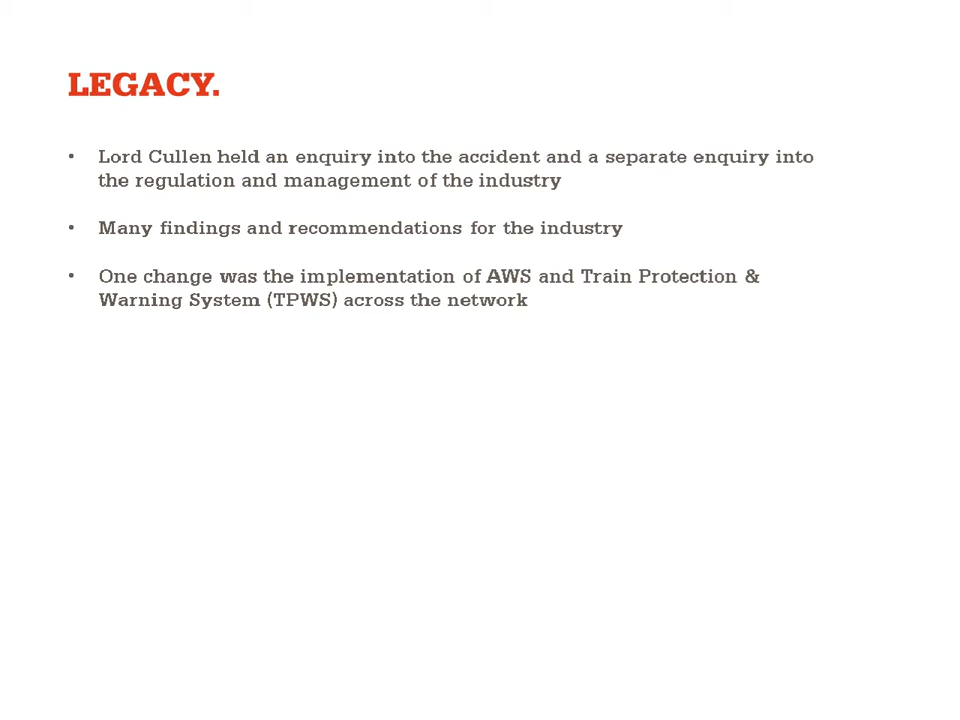 LEGACY.
• Lord Cullen held an enquiry into the accident and a separate enquiry into
the regulation and management of the industry
• Many findings and recommendations for the industry
• One change was the implementation of AWS and Train Protection &
Warning System (TPWS) across the network